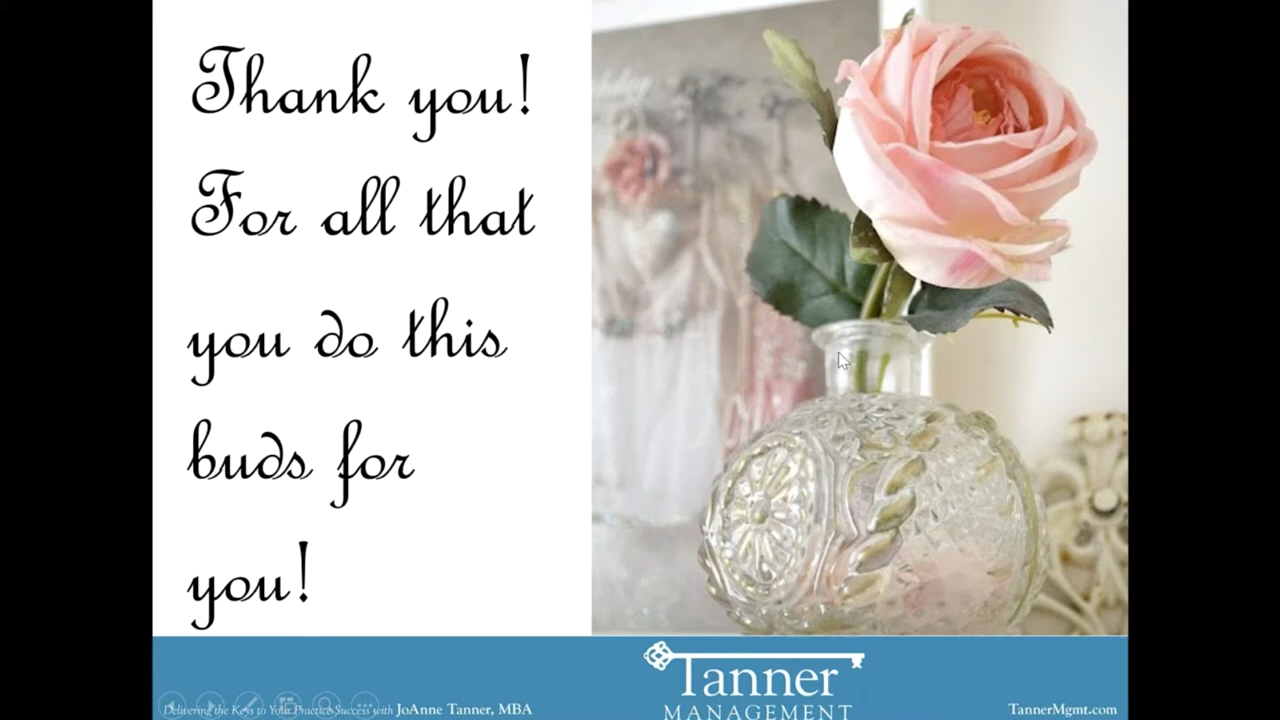 Thank you!
For all that
you do this
buds for
you!
Tanner
MANAGEMENT
Delivering the Keys to Your Practice Success with JoAnne Tanner, MBA
TannerMgmt.com